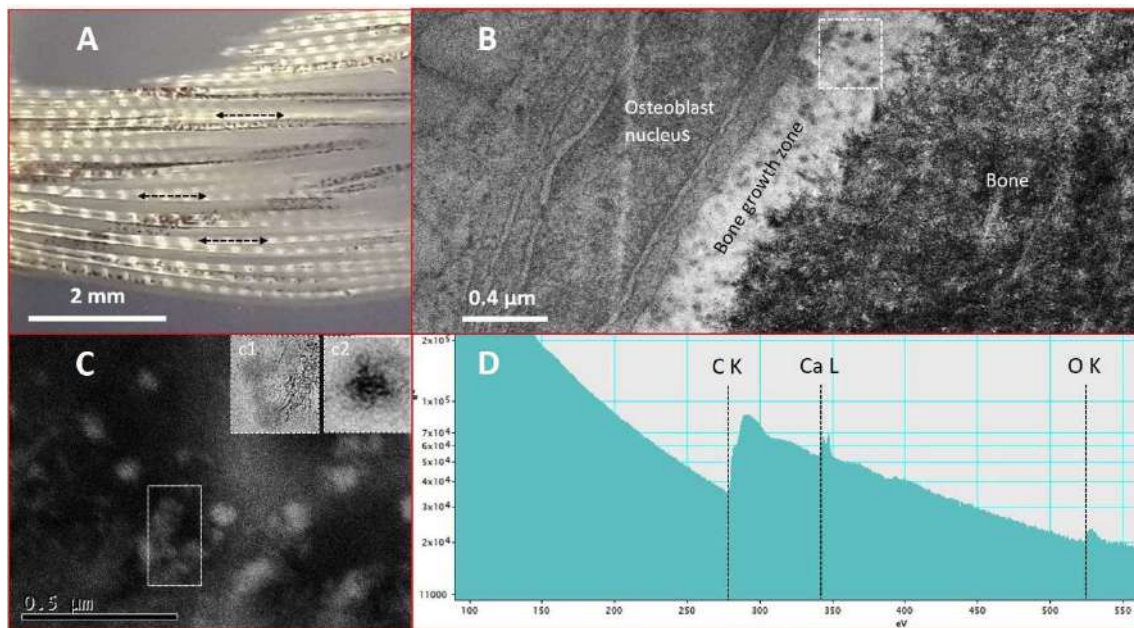 A
2 mm
B
Osteoblast
nucleus
Bone growth zone
Bone
0.4 µm
C
c1
c2
0.5 µm
D
C K
Ca L
O K
2x10⁵
1x10⁵
7x10⁴
6x10⁴
5x10⁴
4x10⁴
3x10⁴
2x10⁴
11000
100
150
200
250
300
350
400
450
500
550
eV